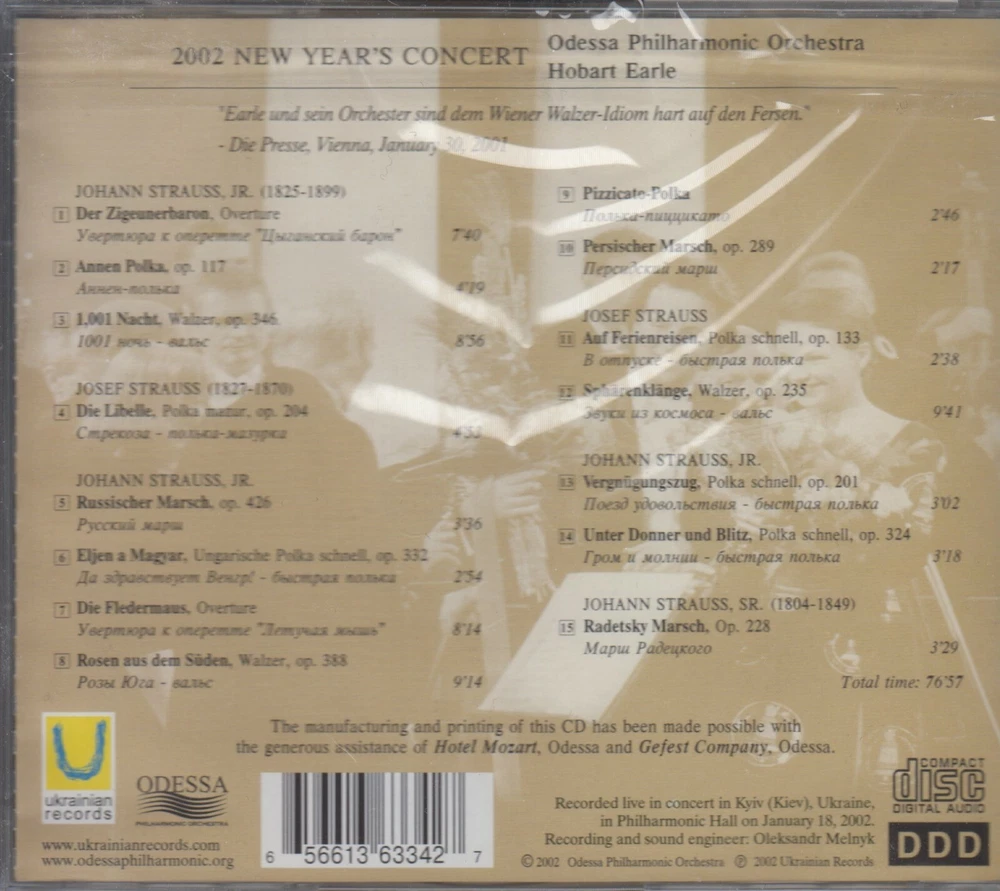 2002 NEW YEAR'S CONCERT
Odessa Philharmonic Orchestra
Hobart Earle
"Earle und sein Orchester sind dem Wiener Walzer-Idiom hart auf den Fersen."
- Die Presse, Vienna, January 30, 2001
JOHANN STRAUSS, JR. (1825-1899)
1 Der Zigeunerbaron, Overture
Увертюра к оперетте "Цыганский барон" 7'40
2 Annen Polka, op. 117
Аннен-полька 4'19
3 1,001 Nacht, Walzer, op. 346
1001 ночь - вальс 8'56
JOSEF STRAUSS (1827-1870)
4 Die Libelle, Polka mazur, op. 204
Стрекоза - полька-мазурка 4'53
JOHANN STRAUSS, JR.
5 Russischer Marsch, op. 426
Русский марш 3'36
6 Eljen a Magyar, Ungarische Polka schnell, op. 332
Да здравствует Венгр! - быстрая полька 2'54
7 Die Fledermaus, Overture
Увертюра к оперетте "Летучая мышь" 8'14
8 Rosen aus dem Süden, Walzer, op. 388
Розы Юга - вальс 9'14
9 Pizzicato-Polka
Полька-пиццикато 2'46
10 Persischer Marsch, op. 289
Персидский марш 2'17
JOSEF STRAUSS
11 Auf Ferienreisen, Polka schnell, op. 133
В отпуске - быстрая полька 2'38
12 Sphärenklänge, Walzer, op. 235
Звуки из космоса - вальс 9'41
JOHANN STRAUSS, JR.
13 Vergnügungszug, Polka schnell, op. 201
Поезд удовольствия - быстрая полька 3'02
14 Unter Donner und Blitz, Polka schnell, op. 324
Гром и молнии - быстрая полька 3'18
JOHANN STRAUSS, SR. (1804-1849)
15 Radetsky Marsch, Op. 228
Марш Радецкого 3'29
Total time: 76'57
The manufacturing and printing of this CD has been made possible with
the generous assistance of Hotel Mozart, Odessa and Gefest Company, Odessa.
ukrainian
records
ODESSA
PHILHARMONIC ORCHESTRA
www.ukrainianrecords.com
www.odessaphilharmonic.org
6 56613 63342 7
Recorded live in concert in Kyiv (Kiev), Ukraine,
in Philharmonic Hall on January 18, 2002.
Recording and sound engineer: Oleksandr Melnyk
© 2002 Odessa Philharmonic Orchestra ℗ 2002 Ukrainian Records
COMPACT
disc
DIGITAL AUDIO
DDD